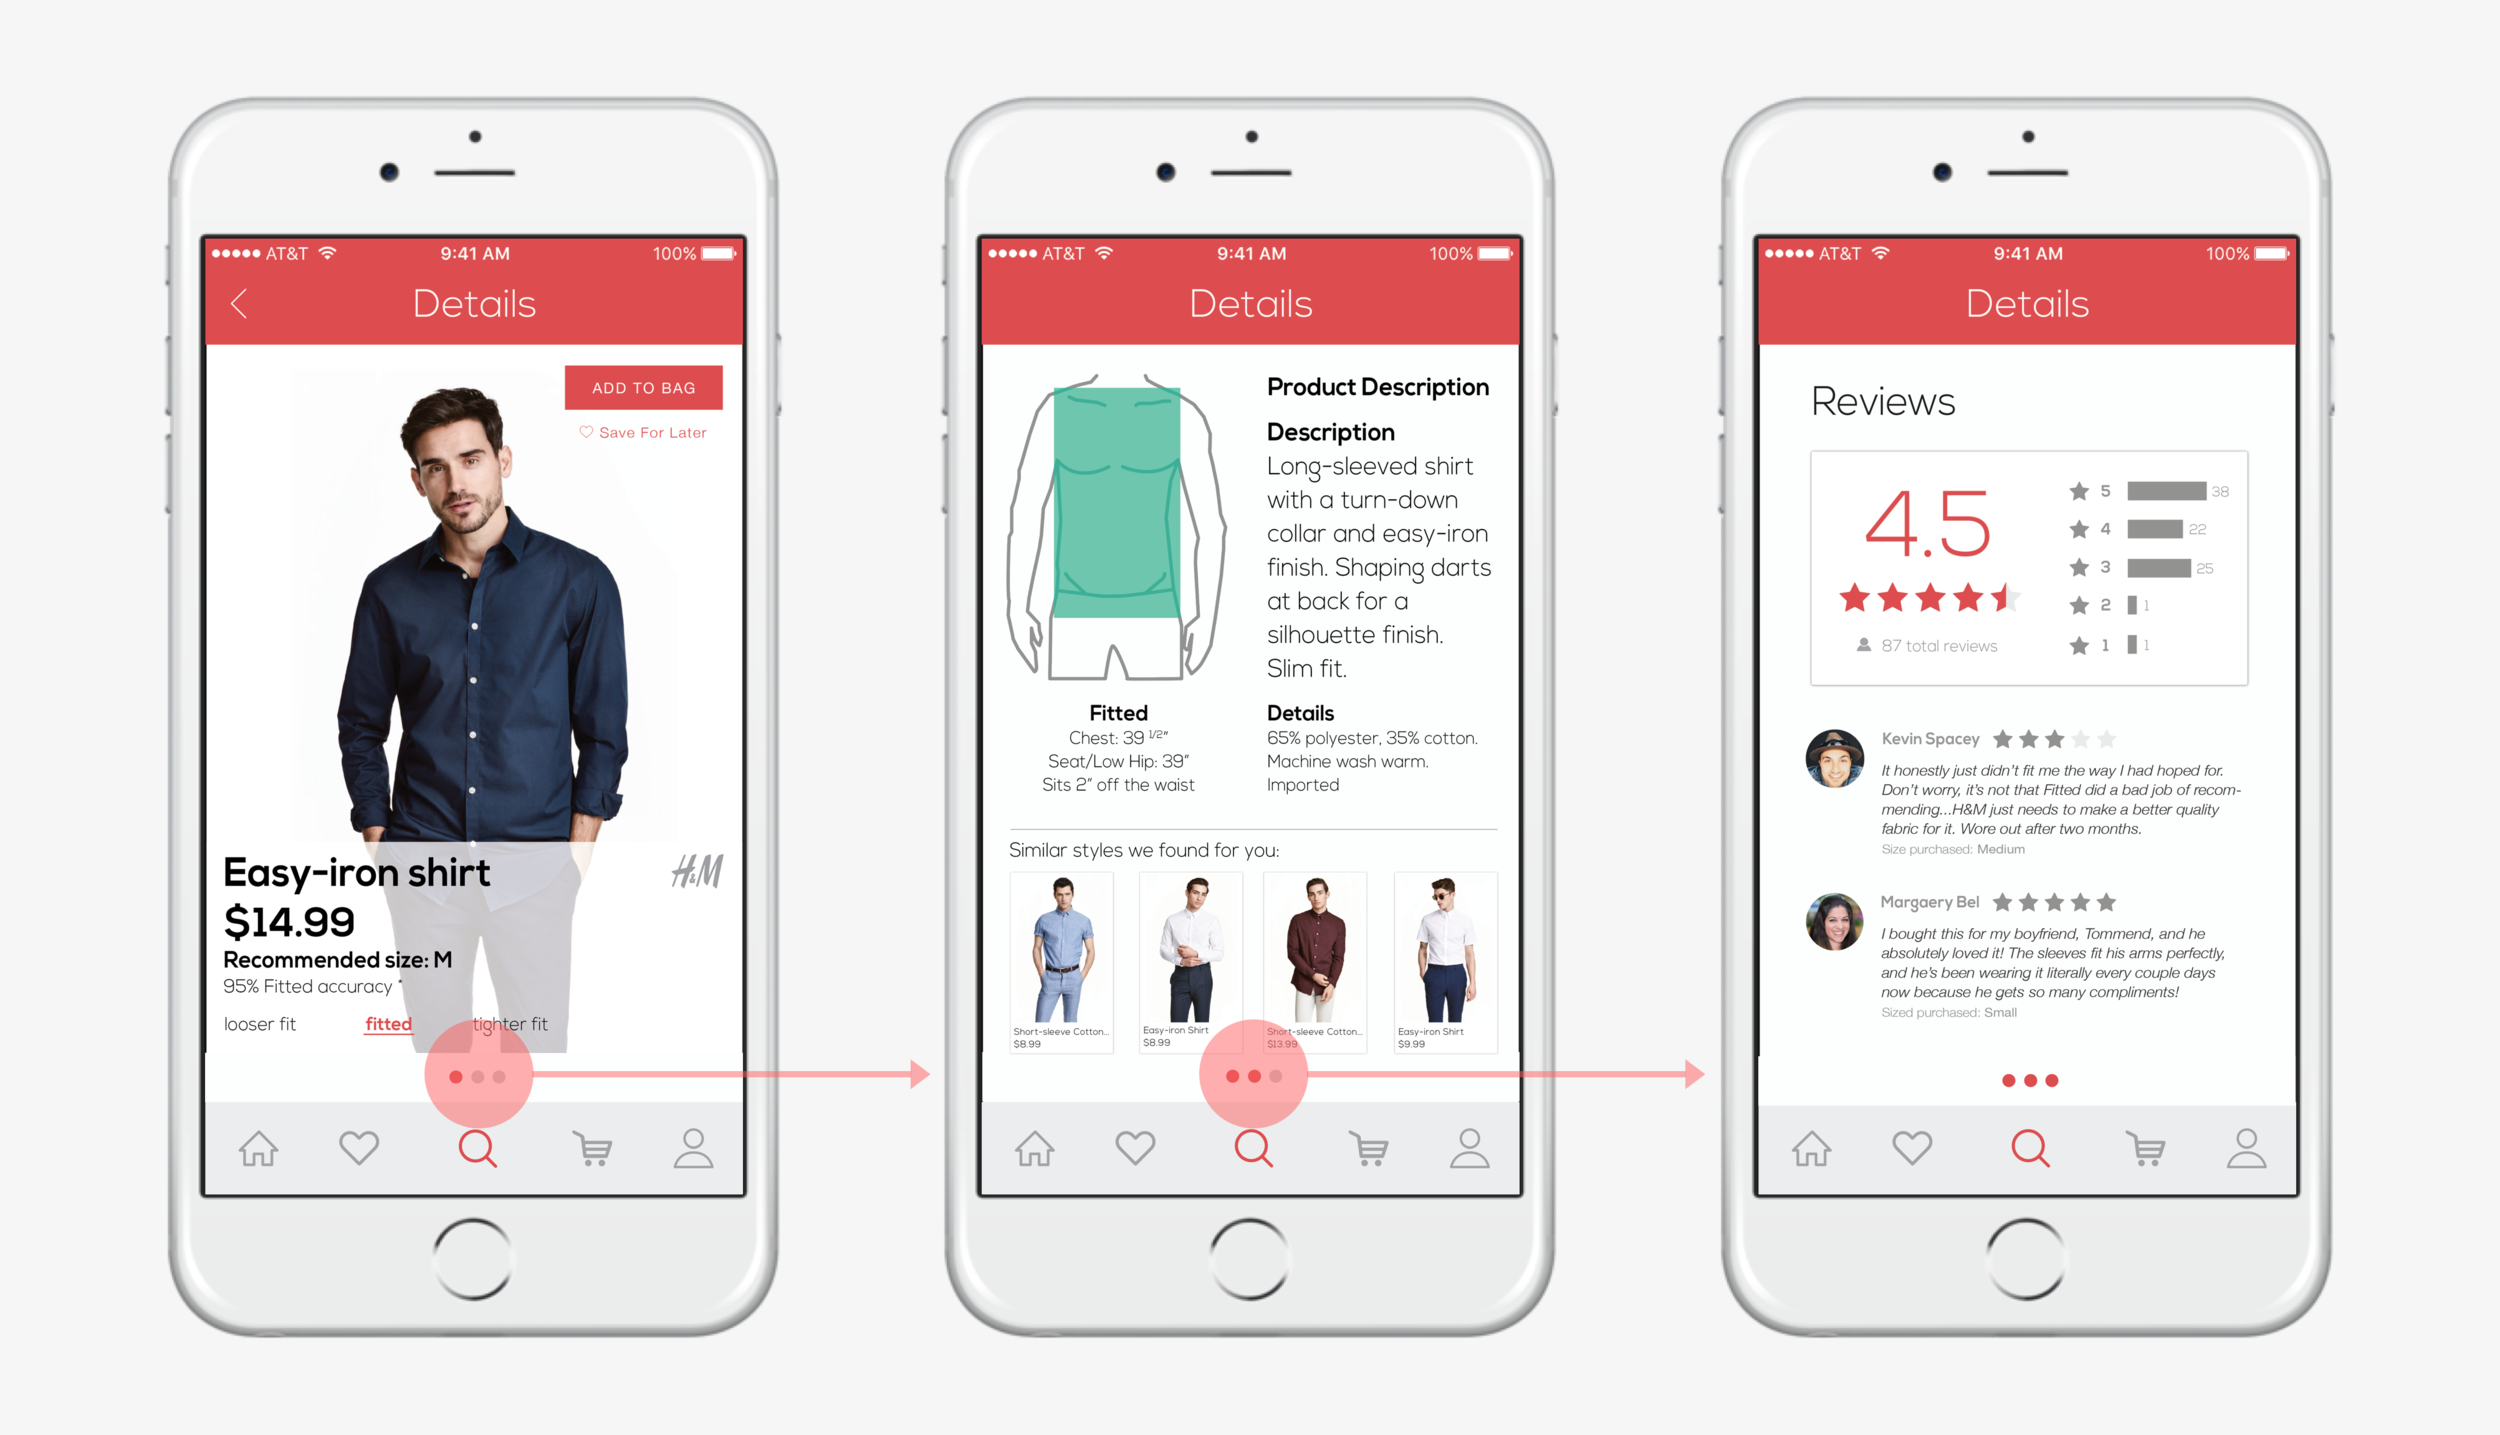 AT&T 9:41 AM 100%
Details
ADD TO BAG
Save For Later
Easy-iron shirt
H&M
$14.99
Recommended size: M
95% Fitted accuracy *
looser fit fitted tighter fit
AT&T 9:41 AM 100%
Details
Product Description
Description
Long-sleeved shirt
with a turn-down
collar and easy-iron
finish. Shaping darts
at back for a
silhouette finish.
Slim fit.
Fitted
Chest: 39 1/2"
Seat/Low Hip: 39"
Sits 2" off the waist
Details
65% polyester, 35% cotton.
Machine wash warm.
Imported
Similar styles we found for you:
Short-sleeve Cotton...
$8.99
Easy-iron Shirt
$8.99
Short-sleeve Cotton...
$13.99
Easy-iron Shirt
$9.99
AT&T 9:41 AM 100%
Details
Reviews
4.5
87 total reviews
5 38
4 22
3 25
2 1
1 1
Kevin Spacey
It honestly just didn't fit me the way I had hoped for.
Don't worry, it's not that Fitted did a bad job of recom-
mending...H&M just needs to make a better quality
fabric for it. Wore out after two months.
Size purchased: Medium
Margaery Bel
I bought this for my boyfriend, Tommend, and he
absolutely loved it! The sleeves fit his arms perfectly,
and he's been wearing it literally every couple days
now because he gets so many compliments!
Sized purchased: Small